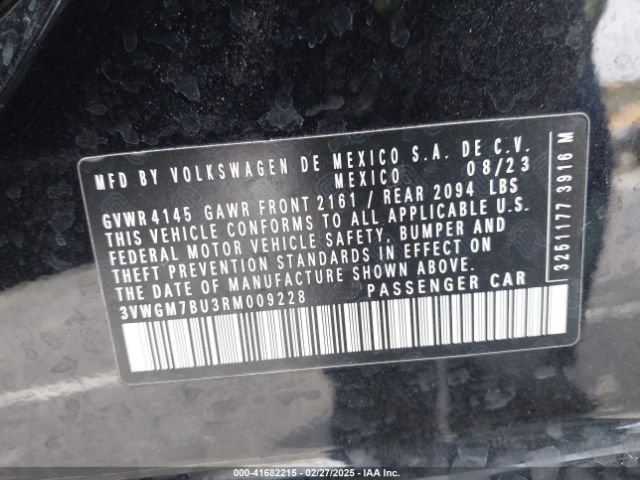 MFD BY VOLKSWAGEN DE MEXICO S.A. DE C.V.
MEXICO 08/23
GVWR 4145 GAWR FRONT 2161 / REAR 2094 LBS
THIS VEHICLE CONFORMS TO ALL APPLICABLE U.S.
FEDERAL MOTOR VEHICLE SAFETY, BUMPER AND
THEFT PREVENTION STANDARDS IN EFFECT ON
THE DATE OF MANUFACTURE SHOWN ABOVE.
3VWGM7BU3RM009228 PASSENGER CAR
3251177 3916 M
000-41682215 - 02/27/2025 - IAA Inc.